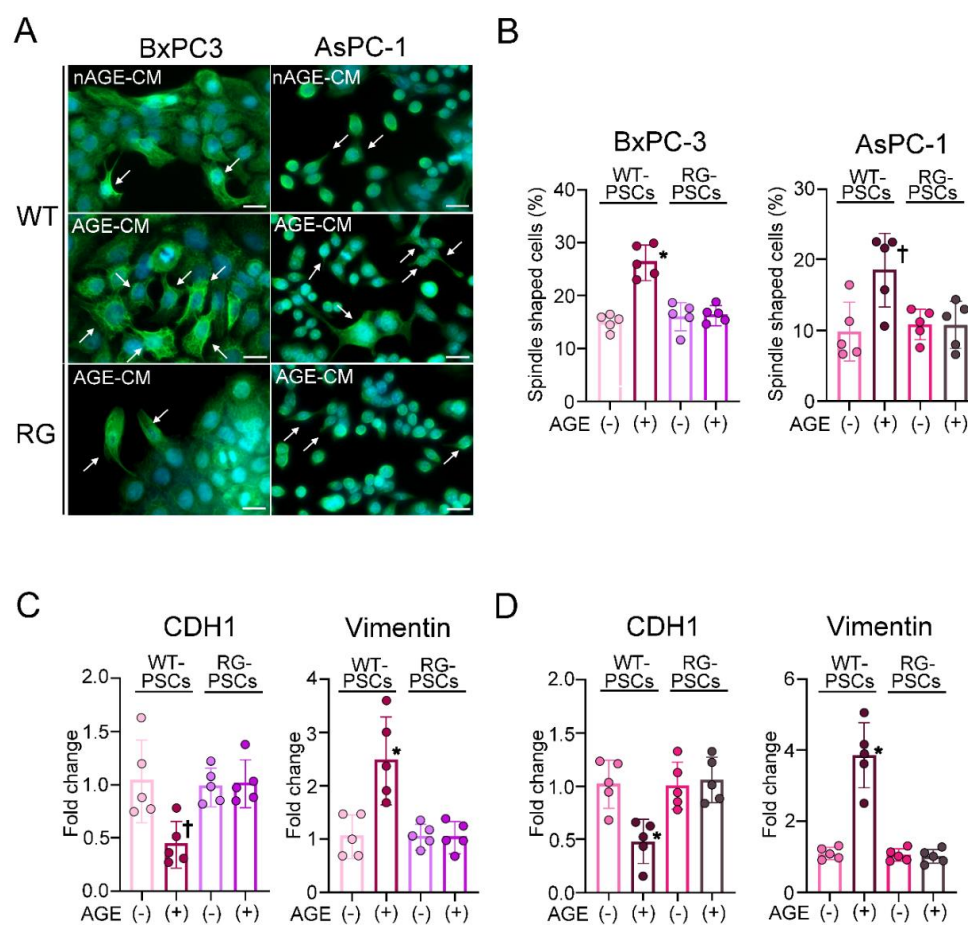 A
BxPC3
AsPC-1
nAGE-CM
nAGE-CM
WT
AGE-CM
AGE-CM
RG
AGE-CM
AGE-CM
B
BxPC-3
WT-
PSCs
RG-
PSCs
Spindle shaped cells (%)
40
30
20
10
0
*
AGE (-) (+) (-) (+)
AsPC-1
WT-
PSCs
RG-
PSCs
Spindle shaped cells (%)
30
20
10
0
†
AGE (-) (+) (-) (+)
C
CDH1
WT-
PSCs
RG-
PSCs
Fold change
2.0
1.5
1.0
0.5
0.0
†
AGE (-) (+) (-) (+)
Vimentin
WT-
PSCs
RG-
PSCs
Fold change
4
3
2
1
0
*
(-) (+) (-) (+)
D
CDH1
WT-
PSCs
RG-
PSCs
Fold change
2.0
1.5
1.0
0.5
0.0
*
AGE (-) (+) (-) (+)
Vimentin
WT-
PSCs
RG-
PSCs
Fold change
6
4
2
0
*
(-) (+) (-) (+)